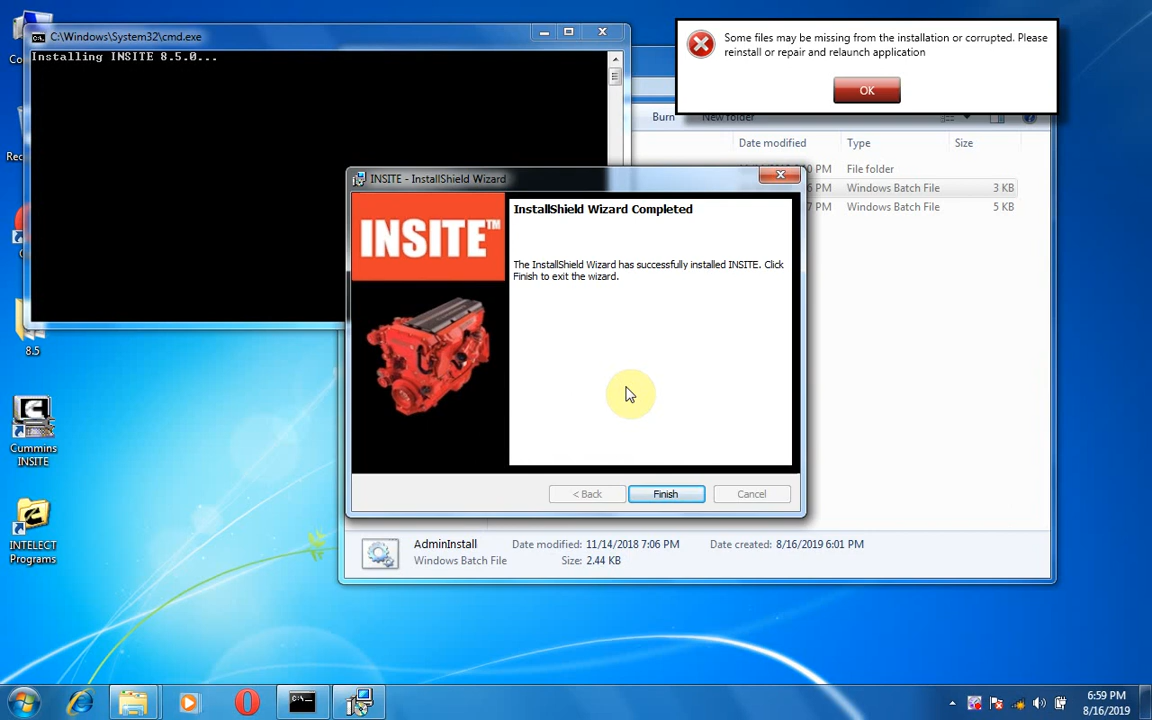 C:\Windows\System32\cmd.exe
Installing INSITE 8.5.0...
Some files may be missing from the installation or corrupted. Please
reinstall or repair and relaunch application
OK
Burn
New folder
Date modified
Type
Size
PM
File folder
PM
Windows Batch File
3 KB
PM
Windows Batch File
5 KB
INSITE - InstallShield Wizard
INSITE™
InstallShield Wizard Completed
The InstallShield Wizard has successfully installed INSITE. Click
Finish to exit the wizard.
< Back
Finish
Cancel
AdminInstall
Date modified: 11/14/2018 7:06 PM
Date created: 8/16/2019 6:01 PM
Windows Batch File
Size: 2.44 KB
8.5
Cummins
INSITE
INTELECT
Programs
6:59 PM
8/16/2019